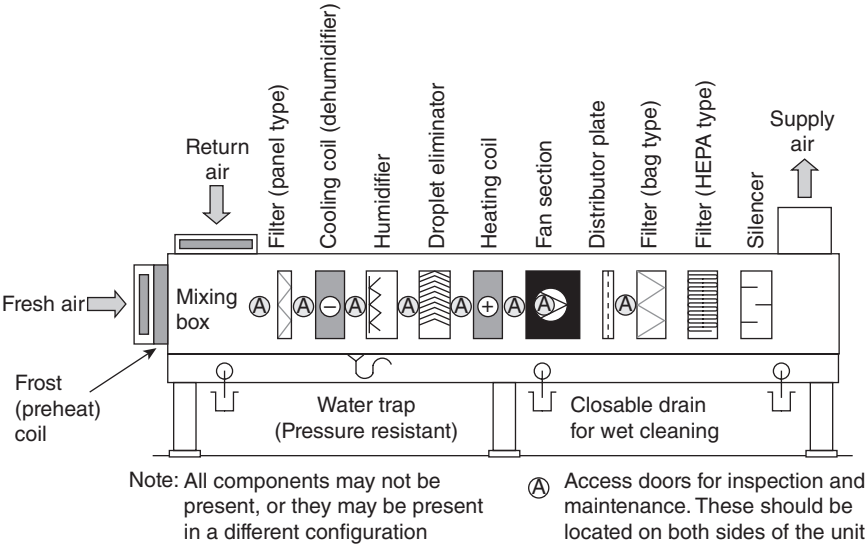 Return
air
Filter (panel type)
Cooling coil (dehumidifier)
Humidifier
Droplet eliminator
Heating coil
Fan section
Distributor plate
Filter (bag type)
Filter (HEPA type)
Silencer
Supply
air
Fresh air
Mixing
box
A
A
−
A
A
A
+
A
A
A
Frost
(preheat)
coil
Water trap
(Pressure resistant)
Closable drain
for wet cleaning
Note: All components may not be
present, or they may be present
in a different configuration
A Access doors for inspection and
maintenance. These should be
located on both sides of the unit